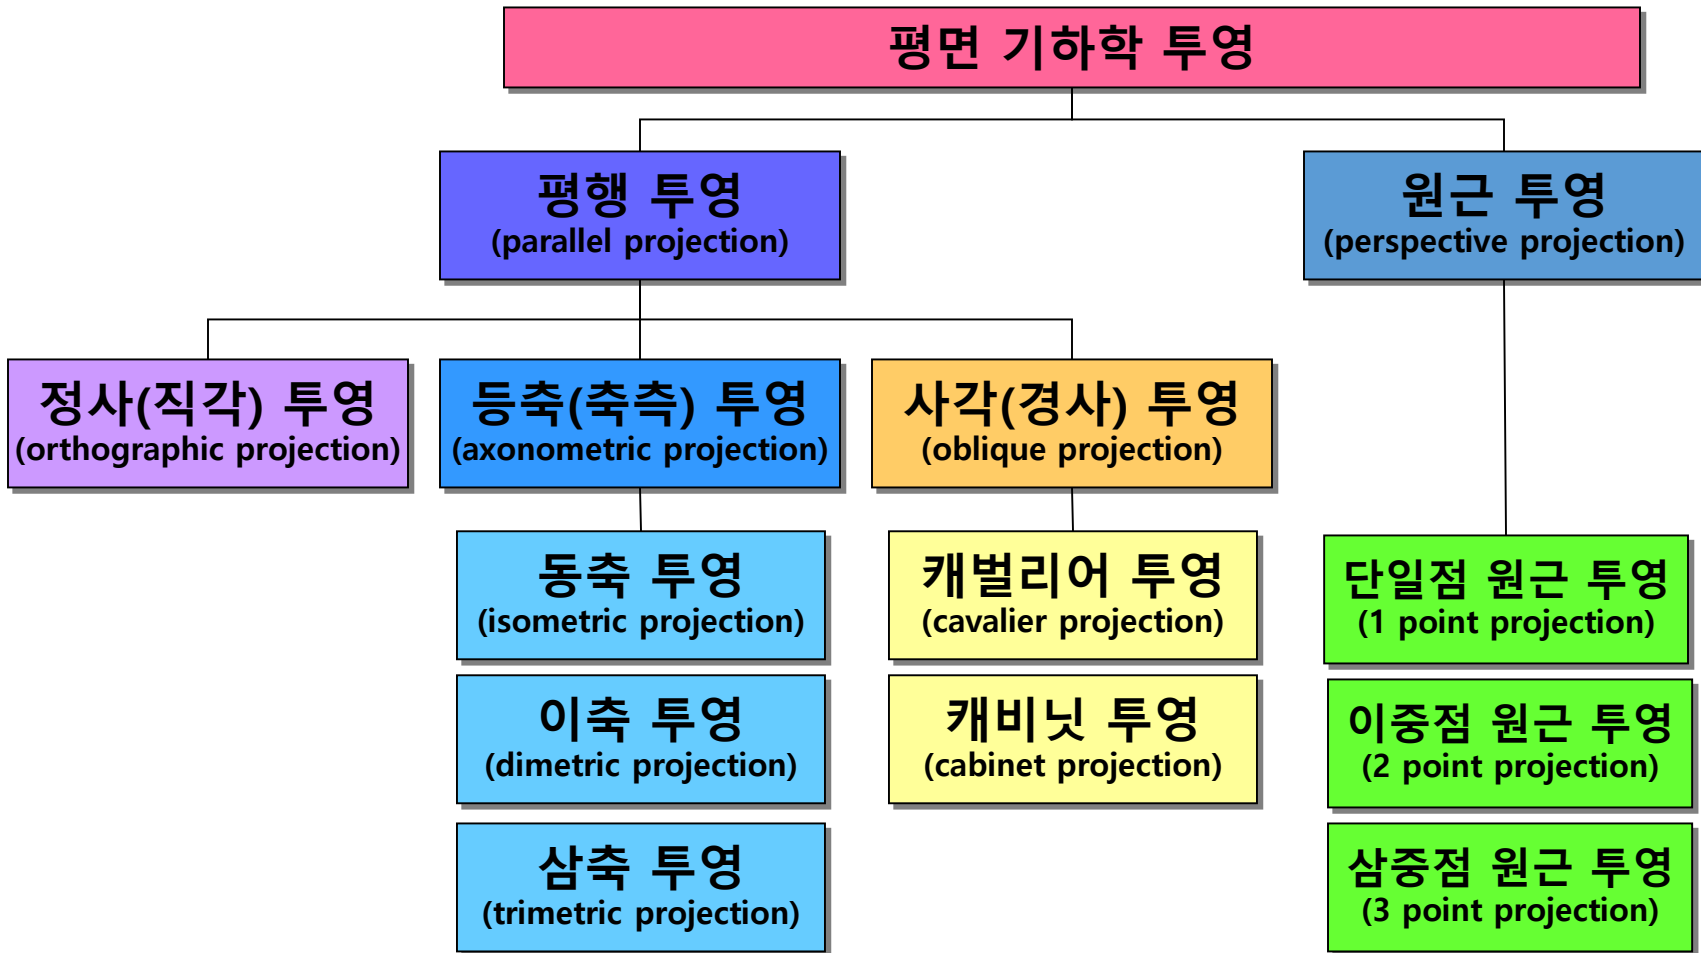 평면 기하학 투영
평행 투영
(parallel projection)
원근 투영
(perspective projection)
정사(직각) 투영
(orthographic projection)
등축(축측) 투영
(axonometric projection)
사각(경사) 투영
(oblique projection)
동축 투영
(isometric projection)
이축 투영
(dimetric projection)
삼축 투영
(trimetric projection)
캐벌리어 투영
(cavalier projection)
캐비닛 투영
(cabinet projection)
단일점 원근 투영
(1 point projection)
이중점 원근 투영
(2 point projection)
삼중점 원근 투영
(3 point projection)